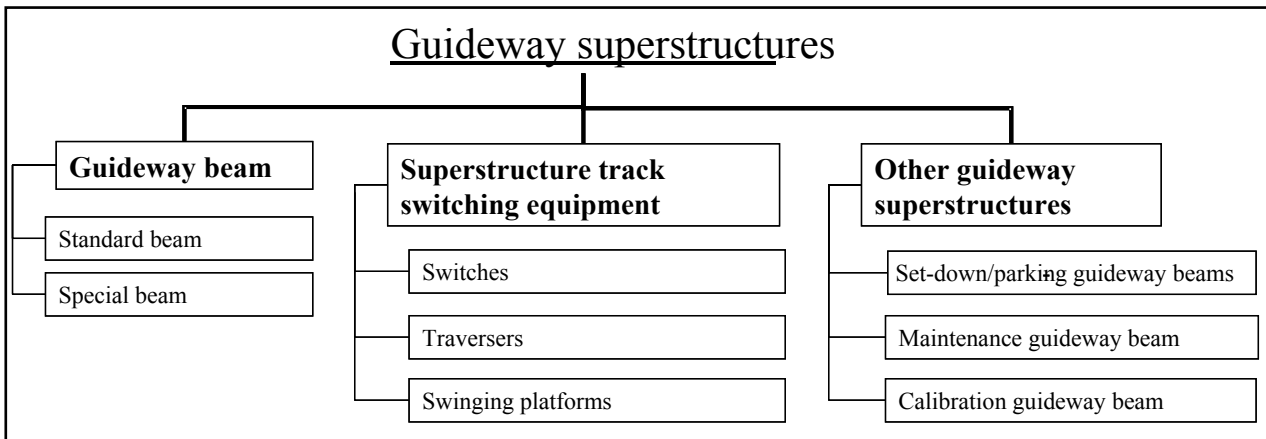 Guideway superstructures
Guideway beam
Standard beam
Special beam
Superstructure track
switching equipment
Switches
Traversers
Swinging platforms
Other guideway
superstructures
Set-down/parking guideway beams
Maintenance guideway beam
Calibration guideway beam